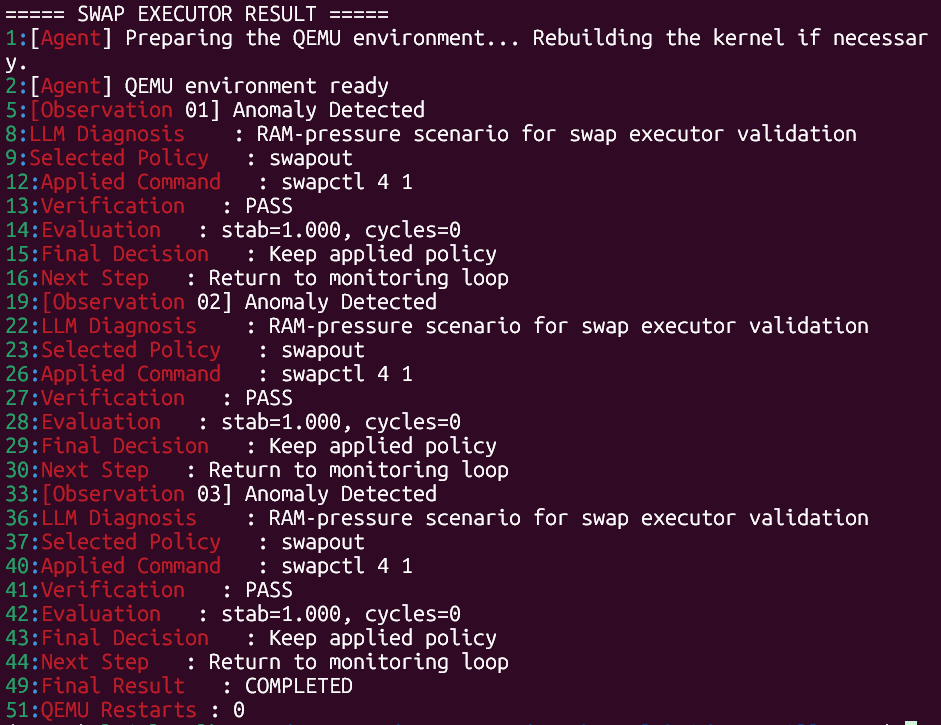 ===== SWAP EXECUTOR RESULT =====
1:[Agent] Preparing the QEMU environment... Rebuilding the kernel if necessar
y.
2:[Agent] QEMU environment ready
5:[Observation 01] Anomaly Detected
8:LLM Diagnosis    : RAM-pressure scenario for swap executor validation
9:Selected Policy   : swapout
12:Applied Command   : swapctl 4 1
13:Verification   : PASS
14:Evaluation   : stab=1.000, cycles=0
15:Final Decision   : Keep applied policy
16:Next Step   : Return to monitoring loop
19:[Observation 02] Anomaly Detected
22:LLM Diagnosis    : RAM-pressure scenario for swap executor validation
23:Selected Policy   : swapout
26:Applied Command   : swapctl 4 1
27:Verification   : PASS
28:Evaluation   : stab=1.000, cycles=0
29:Final Decision   : Keep applied policy
30:Next Step   : Return to monitoring loop
33:[Observation 03] Anomaly Detected
36:LLM Diagnosis    : RAM-pressure scenario for swap executor validation
37:Selected Policy   : swapout
40:Applied Command   : swapctl 4 1
41:Verification   : PASS
42:Evaluation   : stab=1.000, cycles=0
43:Final Decision   : Keep applied policy
44:Next Step   : Return to monitoring loop
49:Final Result   : COMPLETED
51:QEMU Restarts : 0